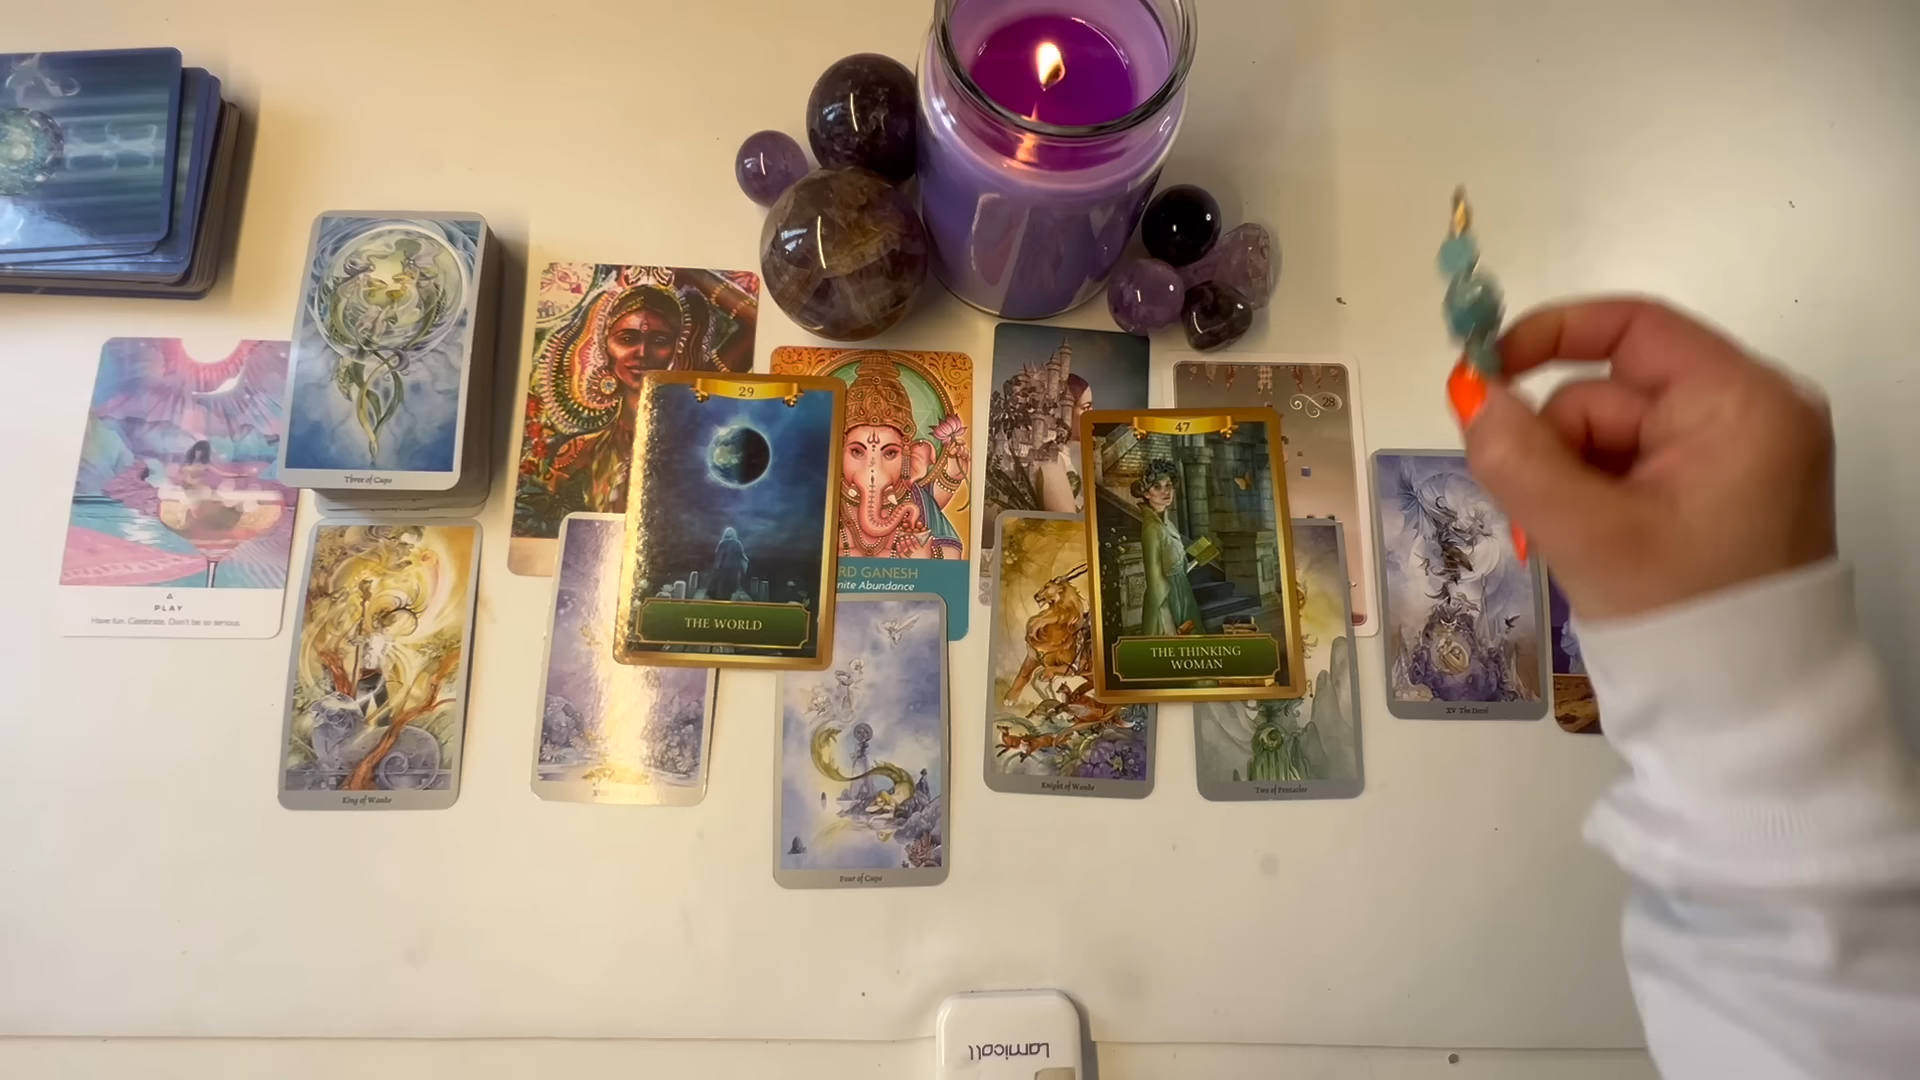 Three of Cups
PLAY
Have fun. Celebrate. Don't be so serious.
King of Wands
29
THE WORLD
RD GANESH
nite Abundance
Four of Cups
47
THE THINKING
WOMAN
Knight of Wands
28
Two of Pentacles
XV The Devil
Lamicall